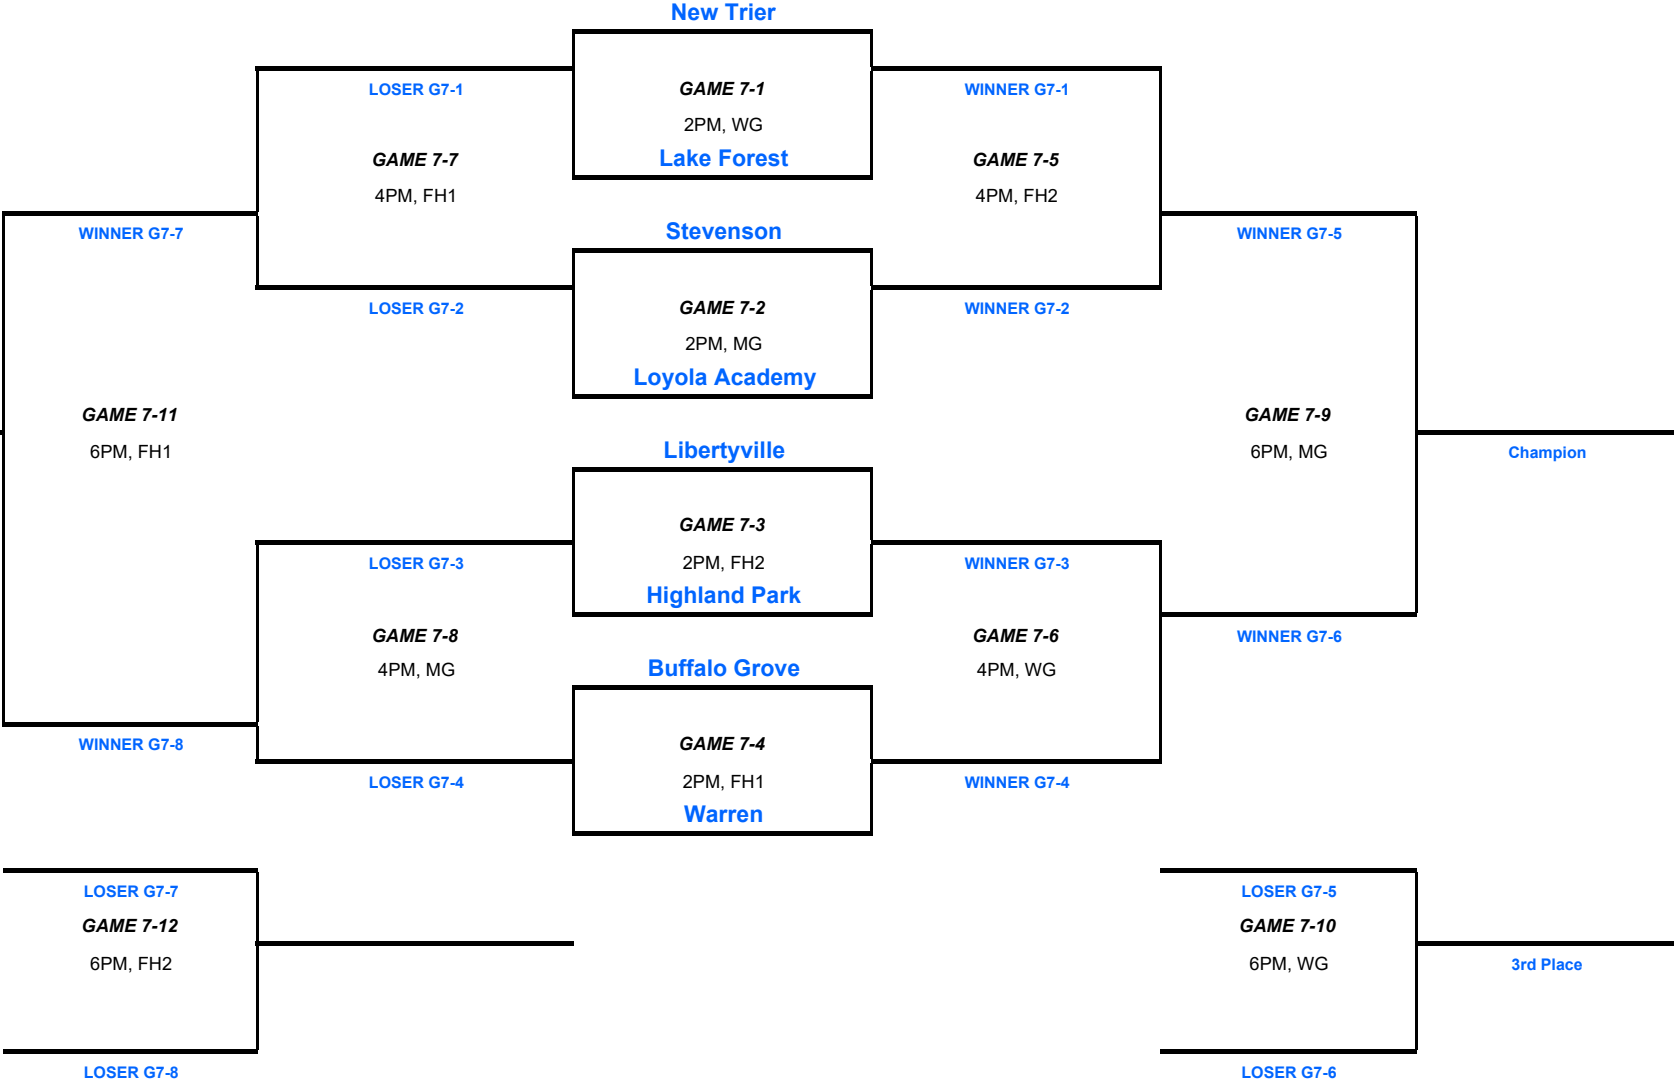 New Trier
LOSER G7-1
GAME 7-1
WINNER G7-1
2PM, WG
GAME 7-7
Lake Forest
GAME 7-5
4PM, FH1
4PM, FH2
WINNER G7-7
Stevenson
WINNER G7-5
LOSER G7-2
GAME 7-2
WINNER G7-2
2PM, MG
Loyola Academy
GAME 7-11
GAME 7-9
6PM, FH1
Libertyville
6PM, MG
Champion
GAME 7-3
LOSER G7-3
2PM, FH2
WINNER G7-3
Highland Park
GAME 7-8
GAME 7-6
WINNER G7-6
4PM, MG
Buffalo Grove
4PM, WG
WINNER G7-8
GAME 7-4
LOSER G7-4
2PM, FH1
WINNER G7-4
Warren
LOSER G7-7
LOSER G7-5
GAME 7-12
GAME 7-10
6PM, FH2
6PM, WG
3rd Place
LOSER G7-8
LOSER G7-6